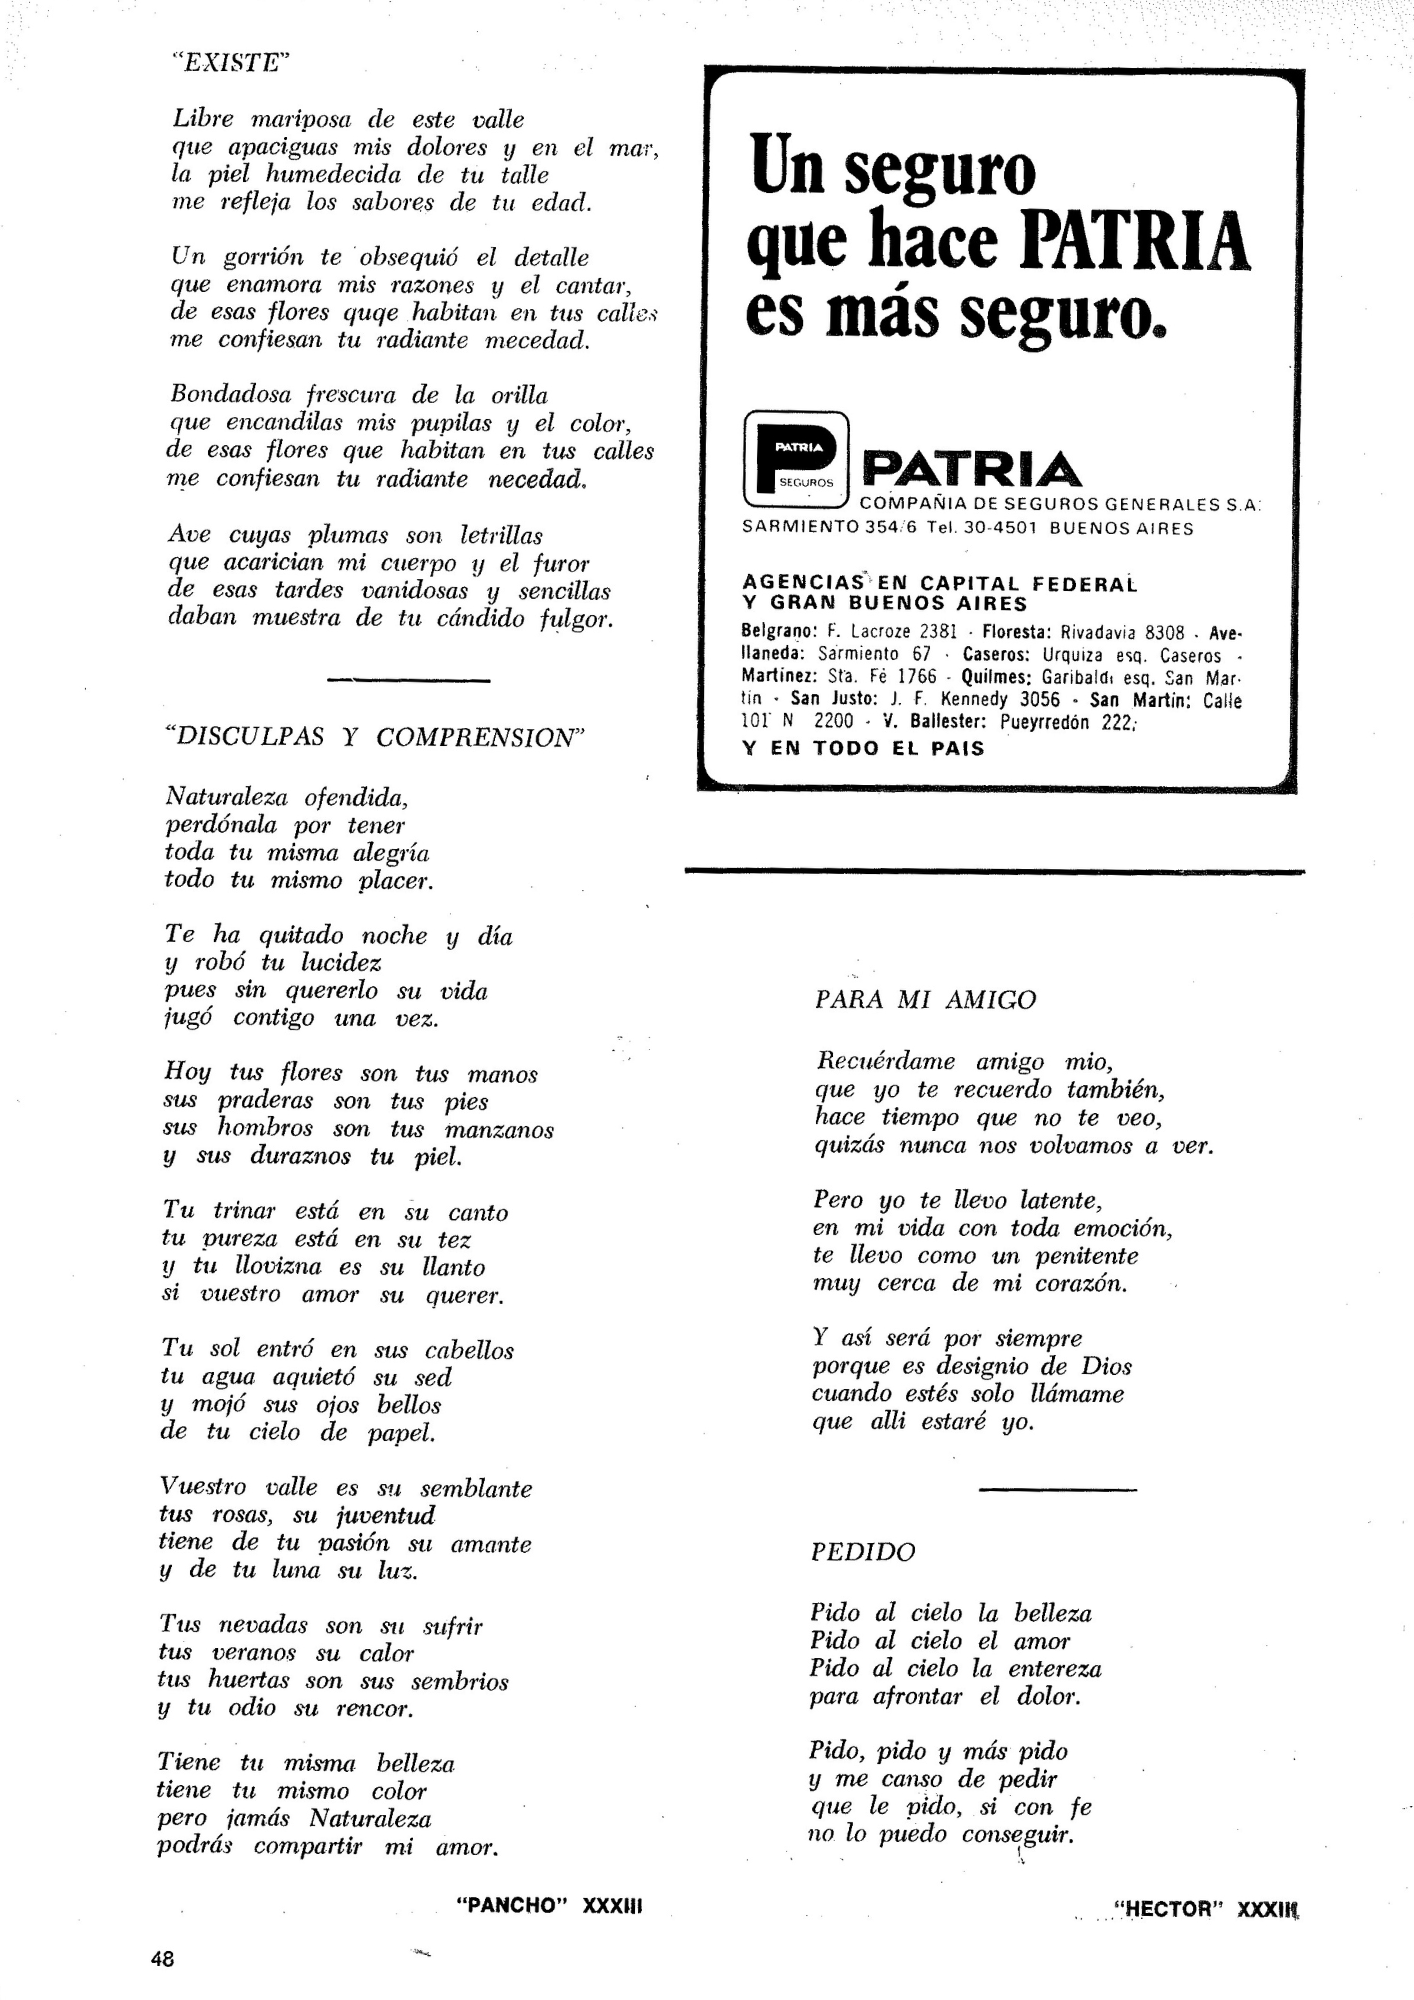 “EXISTE”
Libre mariposa de este valle
que apaciguas mis dolores y en el mar,
la piel humedecida de tu talle
me refleja los sabores de tu edad.
Un gorrión te obsequió el detalle
que enamora mis razones y el cantar,
de esas flores quqe habitan en tus calles
me confiesan tu radiante mecedad.
Bondadosa frescura de la orilla
que encandilas mis pupilas y el color,
de esas flores que habitan en tus calles
me confiesan tu radiante necedad.
Ave cuyas plumas son letrillas
que acarician mi cuerpo y el furor
de esas tardes vanidosas y sencillas
daban muestra de tu cándido fulgor.
“DISCULPAS Y COMPRENSION”
Naturaleza ofendida,
perdónala por tener
toda tu misma alegría
todo tu mismo placer.
Te ha quitado noche y día
y robó tu lucidez
pues sin quererlo su vida
jugó contigo una vez.
Hoy tus flores son tus manos
sus praderas son tus pies
sus hombros son tus manzanos
y sus duraznos tu piel.
Tu trinar está en su canto
tu pureza está en su tez
y tu llovizna es su llanto
si vuestro amor su querer.
Tu sol entró en sus cabellos
tu agua aquietó su sed
y mojó sus ojos bellos
de tu cielo de papel.
Vuestro valle es su semblante
tus rosas, su juventud
tiene de tu pasión su amante
y de tu luna su luz.
Tus nevadas son su sufrir
tus veranos su calor
tus huertas son sus sembrios
y tu odio su rencor.
Tiene tu misma belleza
tiene tu mismo color
pero jamás Naturaleza
podrás compartir mi amor.
“PANCHO” XXXIII
Un seguro
que hace PATRIA
es más seguro.
PATRIA
SEGUROS
PATRIA
COMPAÑIA DE SEGUROS GENERALES S.A.
SARMIENTO 354/6 Tel. 30-4501 BUENOS AIRES
AGENCIAS EN CAPITAL FEDERAL
Y GRAN BUENOS AIRES
Belgrano: F. Lacroze 2381 - Floresta: Rivadavia 8308 - Ave-
llaneda: Sarmiento 67 - Caseros: Urquiza esq. Caseros -
Martínez: Sta. Fé 1766 - Quilmes: Garibaldi esq. San Mar-
tín - San Justo: J. F. Kennedy 3056 - San Martín: Calle
101 N 2200 - V. Ballester: Pueyrredón 222,
Y EN TODO EL PAIS
PARA MI AMIGO
Recuérdame amigo mio,
que yo te recuerdo también,
hace tiempo que no te veo,
quizás nunca nos volvamos a ver.
Pero yo te llevo latente,
en mi vida con toda emoción,
te llevo como un penitente
muy cerca de mi corazón.
Y así será por siempre
porque es designio de Dios
cuando estés solo llámame
que alli estaré yo.
PEDIDO
Pido al cielo la belleza
Pido al cielo el amor
Pido al cielo la entereza
para afrontar el dolor.
Pido, pido y más pido
y me canso de pedir
que le pido, si con fe
no lo puedo conseguir.
“HECTOR” XXXIII
48